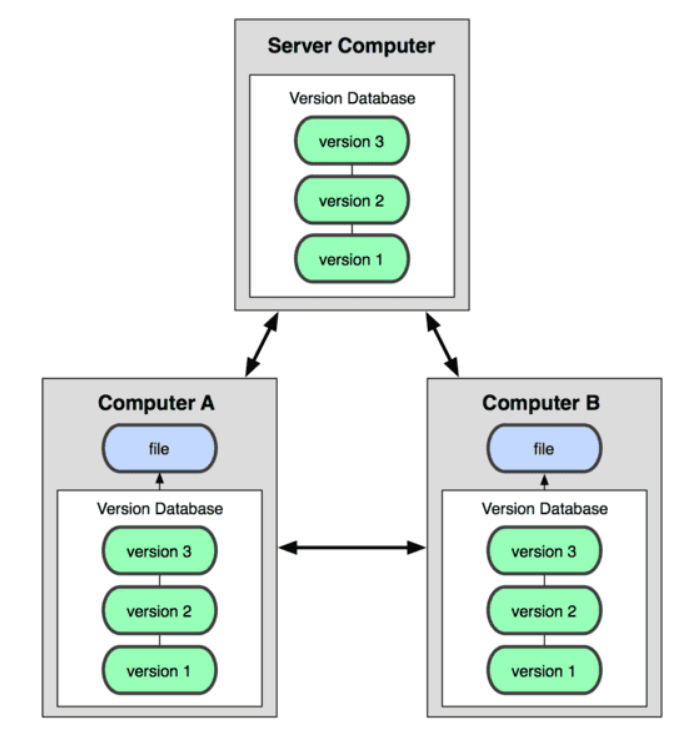 Server Computer
Version Database
version 3
version 2
version 1
Computer A
file
Version Database
version 3
version 2
version 1
Computer B
file
Version Database
version 3
version 2
version 1